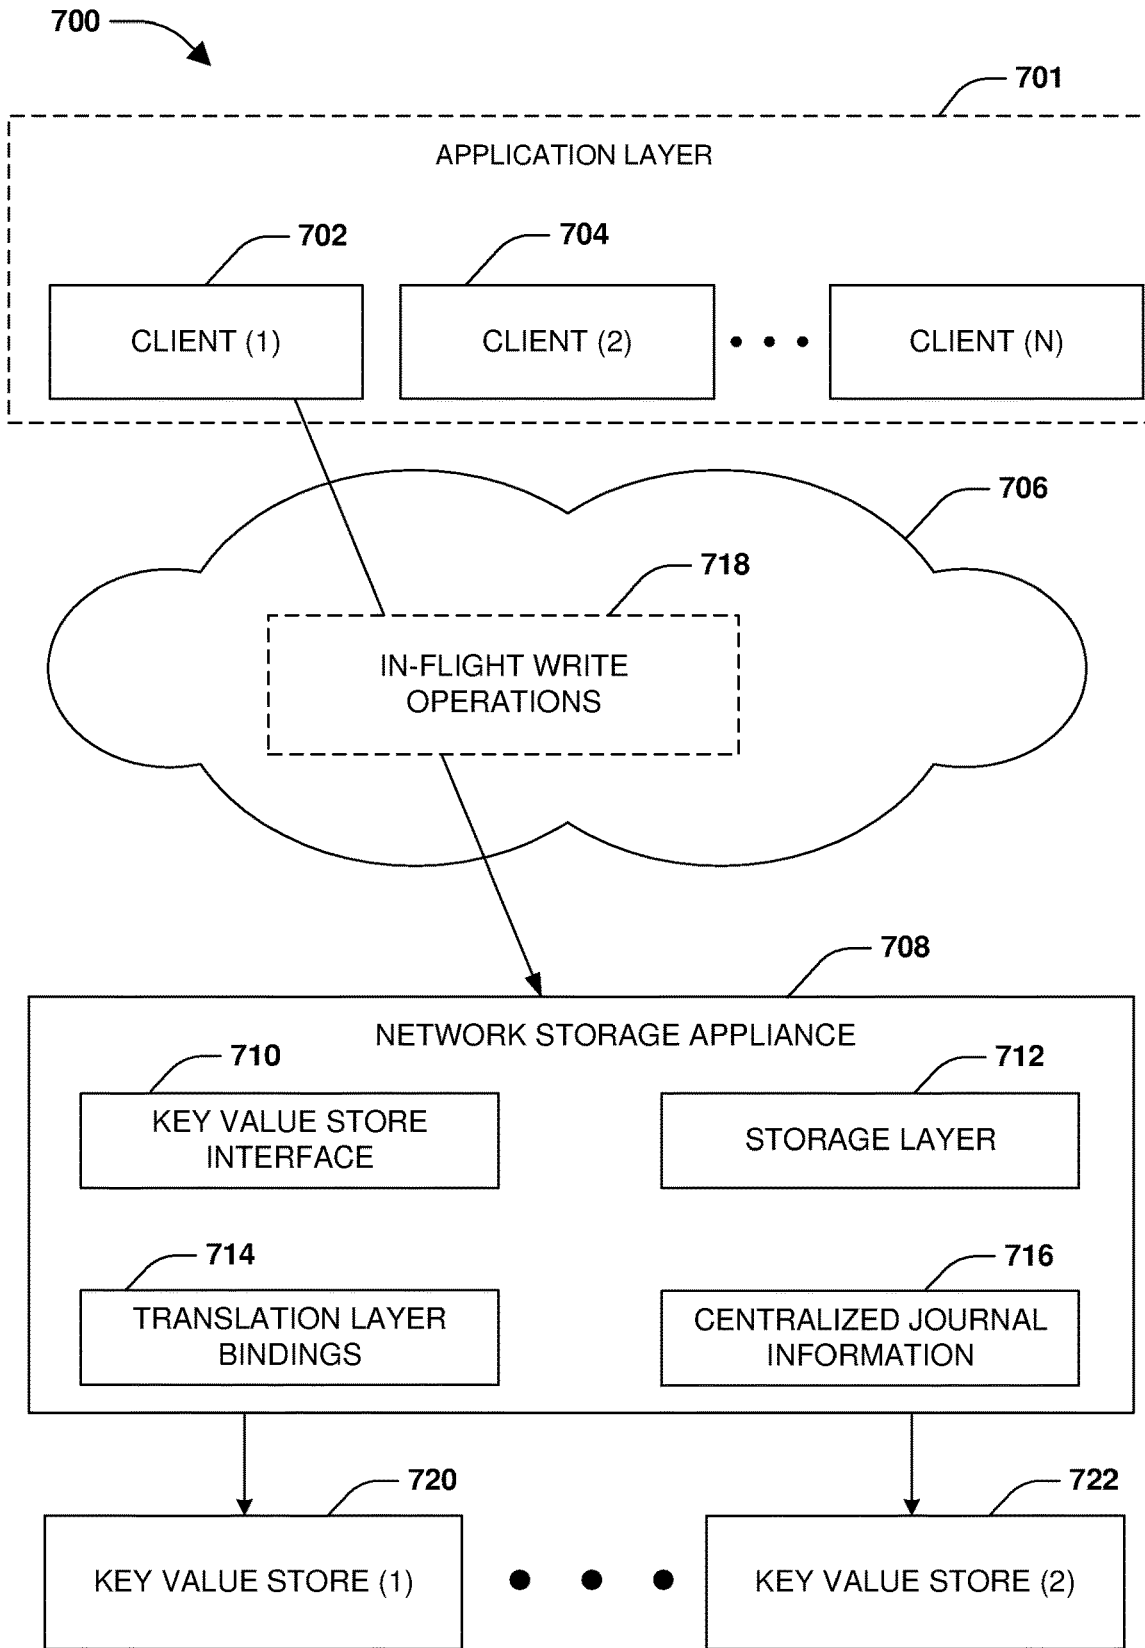 700
701
APPLICATION LAYER
702
704
CLIENT (1)
CLIENT (2)
CLIENT (N)
706
718
IN-FLIGHT WRITE
OPERATIONS
708
NETWORK STORAGE APPLIANCE
710
712
KEY VALUE STORE
INTERFACE
STORAGE LAYER
714
716
TRANSLATION LAYER
BINDINGS
CENTRALIZED JOURNAL
INFORMATION
720
722
KEY VALUE STORE (1)
KEY VALUE STORE (2)